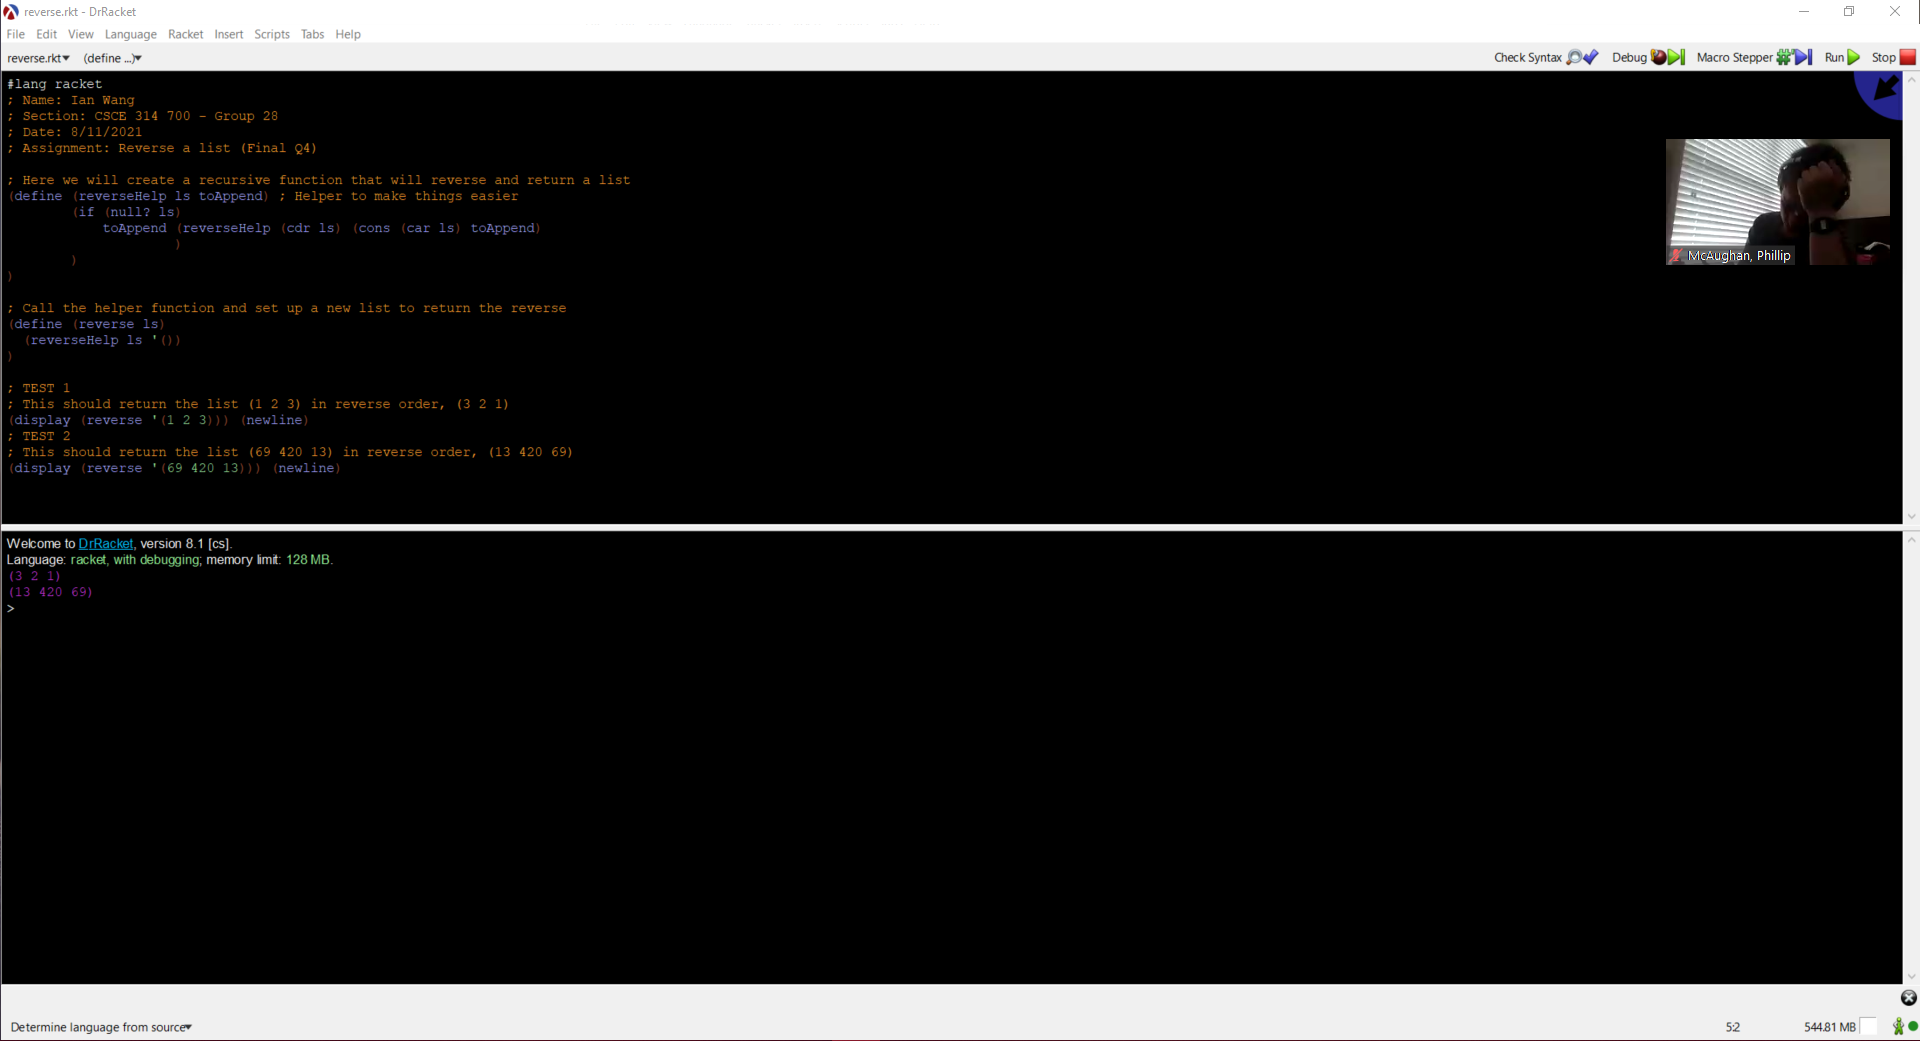 reverse.rkt - DrRacket
File Edit View Language Racket Insert Scripts Tabs Help
reverse.rkt (define ...) Check Syntax Debug Macro Stepper Run Stop
#lang racket
; Name: Ian Wang
; Section: CSCE 314 700 - Group 28
; Date: 8/11/2021
; Assignment: Reverse a list (Final Q4)
; Here we will create a recursive function that will reverse and return a list
(define (reverseHelp ls toAppend) ; Helper to make things easier
(if (null? ls)
toAppend (reverseHelp (cdr ls) (cons (car ls) toAppend)
)
)
)
; Call the helper function and set up a new list to return the reverse
(define (reverse ls)
(reverseHelp ls '())
)
; TEST 1
; This should return the list (1 2 3) in reverse order, (3 2 1)
(display (reverse '(1 2 3))) (newline)
; TEST 2
; This should return the list (69 420 13) in reverse order, (13 420 69)
(display (reverse '(69 420 13))) (newline)
McAughan, Phillip
Welcome to DrRacket, version 8.1 [cs].
Language: racket, with debugging; memory limit: 128 MB.
(3 2 1)
(13 420 69)
>
Determine language from source 5:2 544.81 MB